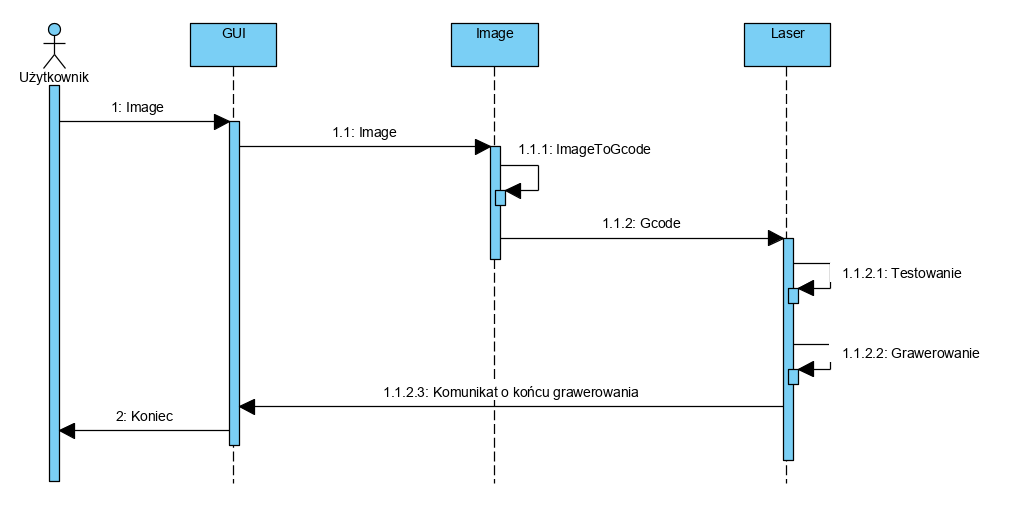 GUI
Image
Laser
Użytkownik
1: Image
1.1: Image
1.1.1: ImageToGcode
1.1.2: Gcode
1.1.2.1: Testowanie
1.1.2.2: Grawerowanie
1.1.2.3: Komunikat o końcu grawerowania
2: Koniec